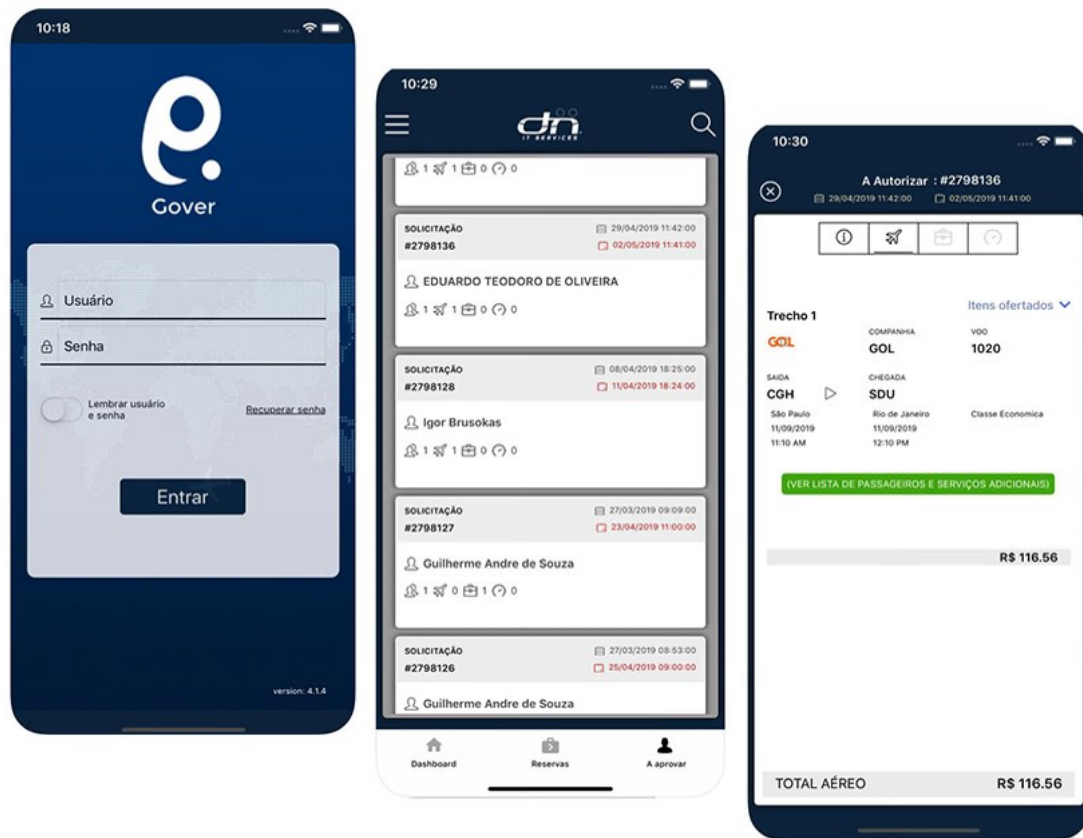 10:18
Gover
Usuário
Senha
Lembrar usuário
e senha
Recuperar senha
Entrar
version: 4.1.4
10:29
dn
IT SERVICES
1 1 0 0
SOLICITAÇÃO 29/04/2019 11:42:00
#2798136 02/05/2019 11:41:00
EDUARDO TEODORO DE OLIVEIRA
1 1 0 0
SOLICITAÇÃO 08/04/2019 18:25:00
#2798128 11/04/2019 18:24:00
Igor Brusokas
1 1 0 0
SOLICITAÇÃO 27/03/2019 09:09:00
#2798127 23/04/2019 11:00:00
Guilherme Andre de Souza
1 0 1 0
SOLICITAÇÃO 27/03/2019 08:53:00
#2798126 25/04/2019 09:00:00
Guilherme Andre de Souza
Dashboard Reservas A aprovar
10:30
A Autorizar : #2798136
29/04/2019 11:42:00 02/05/2019 11:41:00
Itens ofertados
Trecho 1
COMPANHIA VOO
GOL GOL 1020
SAIDA CHEGADA
CGH SDU
São Paulo Rio de Janeiro Classe Economica
11/09/2019 11/09/2019
11:10 AM 12:10 PM
(VER LISTA DE PASSAGEIROS E SERVIÇOS ADICIONAIS)
R$ 116.56
TOTAL AÉREO R$ 116.56